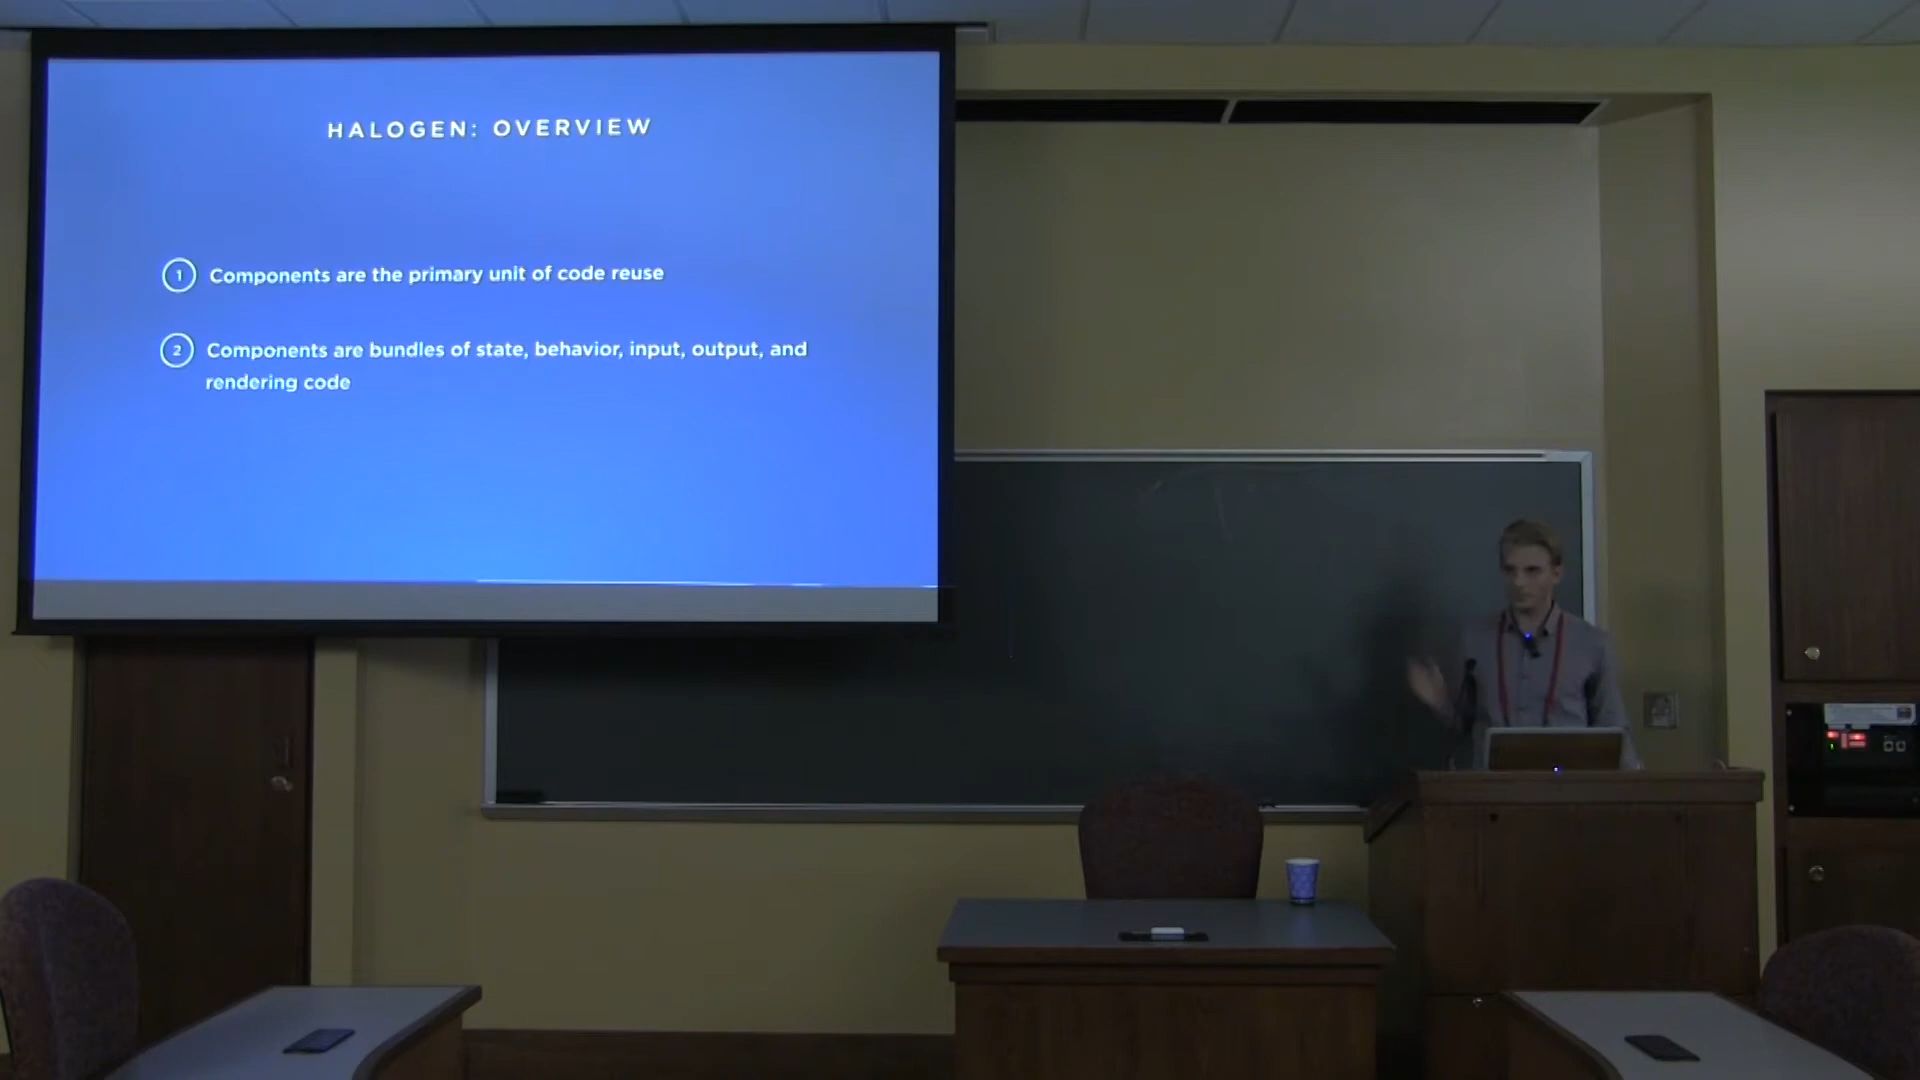 HALOGEN: OVERVIEW
1 Components are the primary unit of code reuse
2 Components are bundles of state, behavior, input, output, and
rendering code